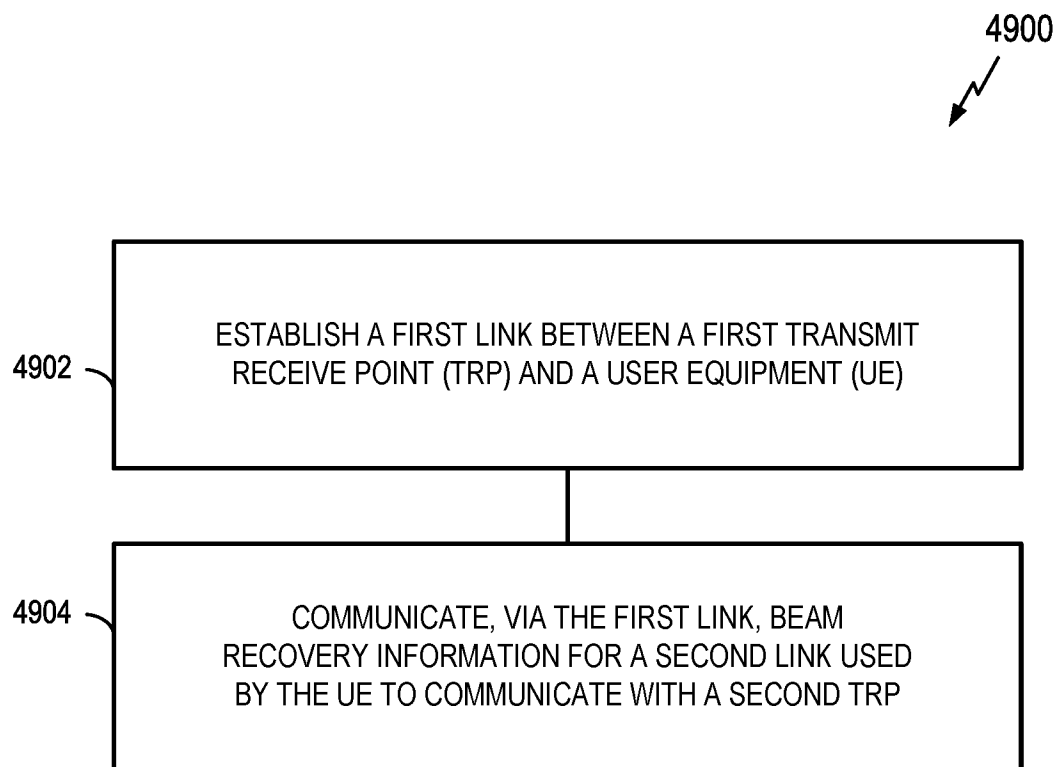 4900
4902
ESTABLISH A FIRST LINK BETWEEN A FIRST TRANSMIT
RECEIVE POINT (TRP) AND A USER EQUIPMENT (UE)
4904
COMMUNICATE, VIA THE FIRST LINK, BEAM
RECOVERY INFORMATION FOR A SECOND LINK USED
BY THE UE TO COMMUNICATE WITH A SECOND TRP